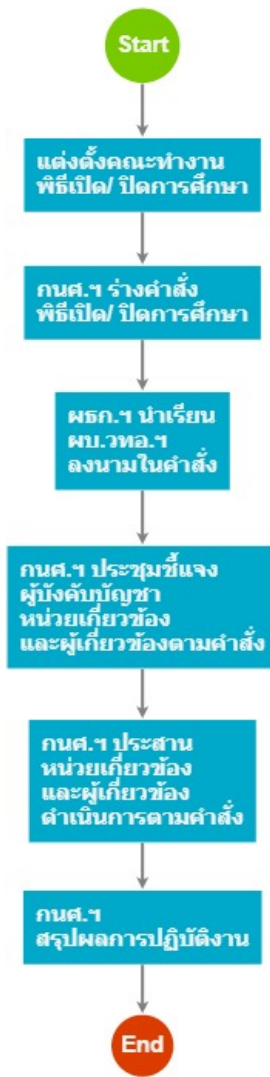 Start
แต่งตั้งคณะทำงาน
พิธีเปิด/ ปิดการศึกษา
กนศ.ฯ ร่างคำสั่ง
พิธีเปิด/ ปิดการศึกษา
ผธก.ฯ นำเรียน
ผบ.วทอ.ฯ
ลงนามในคำสั่ง
กนศ.ฯ ประชุมชี้แจง
ผู้บังคับบัญชา
หน่วยเกี่ยวข้อง
และผู้เกี่ยวข้องตามคำสั่ง
กนศ.ฯ ประสาน
หน่วยเกี่ยวข้อง
และผู้เกี่ยวข้อง
ดำเนินการตามคำสั่ง
กนศ.ฯ
สรุปผลการปฏิบัติงาน
End